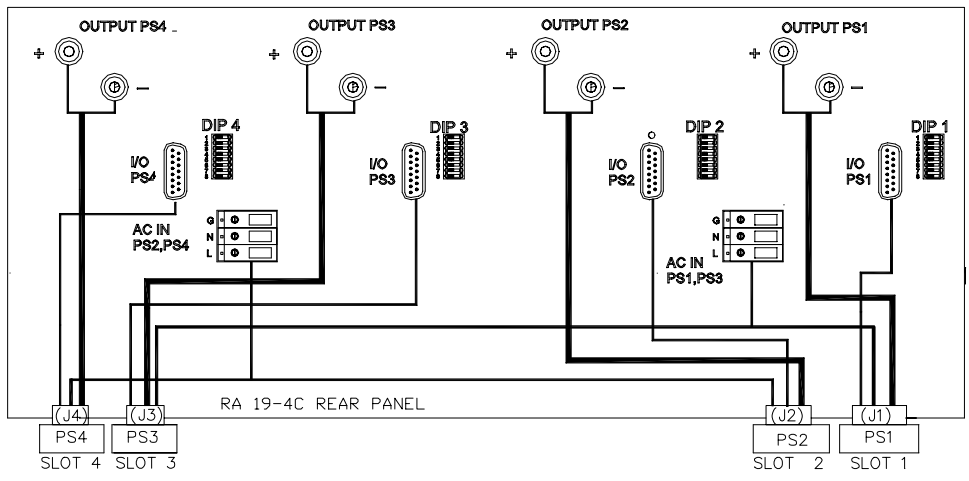 OUTPUT PS4
OUTPUT PS3
OUTPUT PS2
OUTPUT PS1
+
−
+
−
+
−
+
−
DIP 4
DIP 3
DIP 2
DIP 1
I/O
PS4
I/O
PS3
I/O
PS2
I/O
PS1
AC IN
PS2,PS4
G
N
L
AC IN
PS1,PS3
G
N
L
RA 19-4C REAR PANEL
(J4)
(J3)
(J2)
(J1)
PS4
PS3
PS2
PS1
SLOT 4
SLOT 3
SLOT 2
SLOT 1